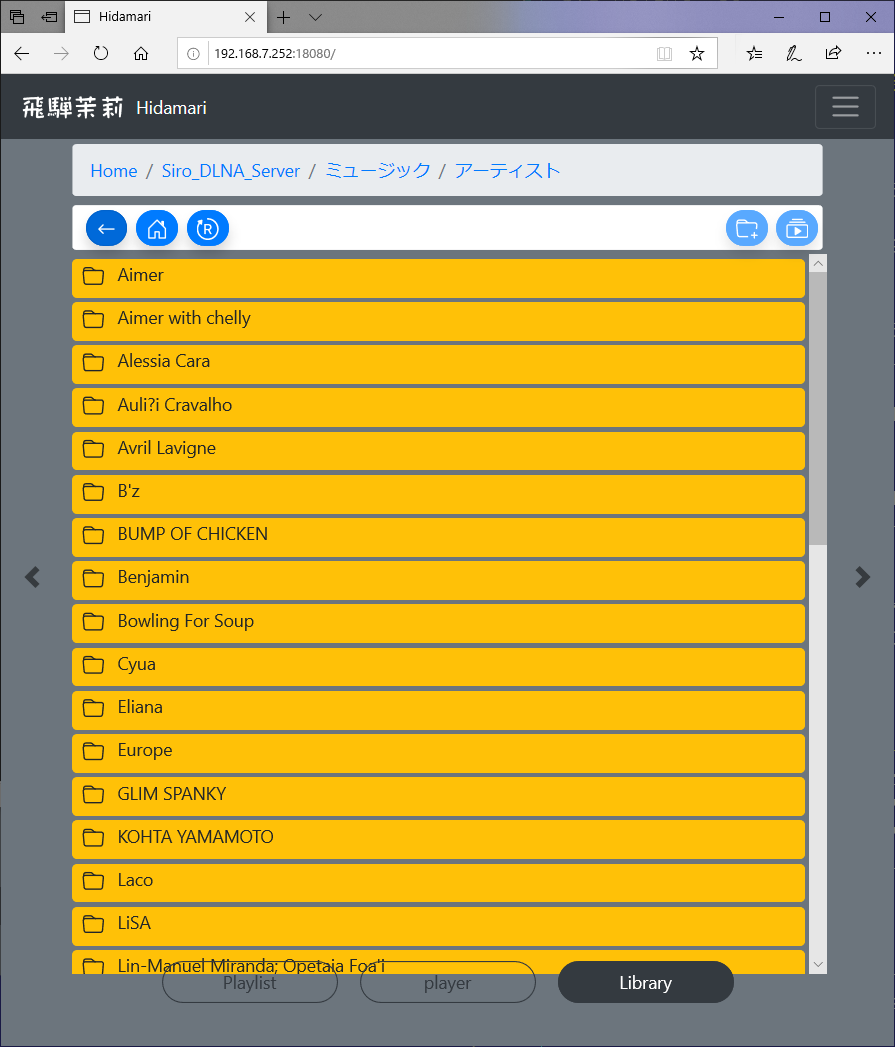 Hidamari
192.168.7.252:18080/
飛騨茉莉 Hidamari
Home / Siro_DLNA_Server / ミュージック / アーティスト
R
Aimer
Aimer with chelly
Alessia Cara
Auli?i Cravalho
Avril Lavigne
B'z
BUMP OF CHICKEN
Benjamin
Bowling For Soup
Cyua
Eliana
Europe
GLIM SPANKY
KOHTA YAMAMOTO
Laco
LiSA
Lin-Manuel Miranda; Opetaia Foa'i
Playlist player Library